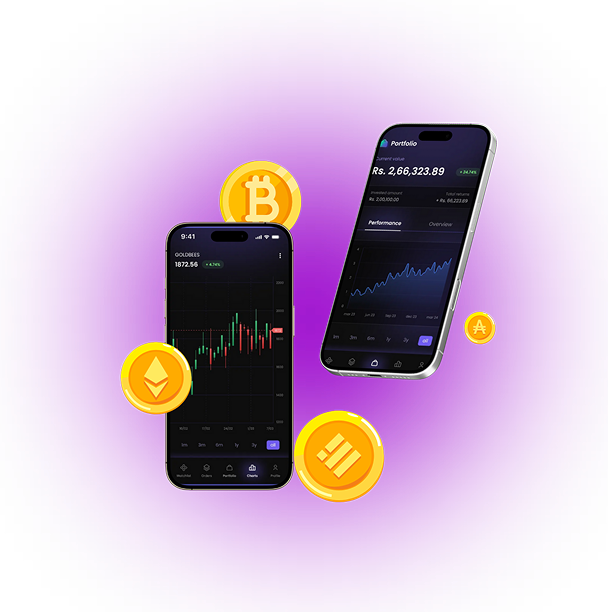 Portfolio
Current value
Rs. 2,66,323.89
+ 34.74%
Invested amount
Total returns
Rs. 2,00,100.00
+ Rs. 66,223.89
Performance
Overview
1m
3m
6m
1y
3y
all
9:41
GOLDBEES
1872.56
+ 4.74%
1m
3m
6m
1y
3y
all
Watchlist
Orders
Portfolio
Charts
Profile